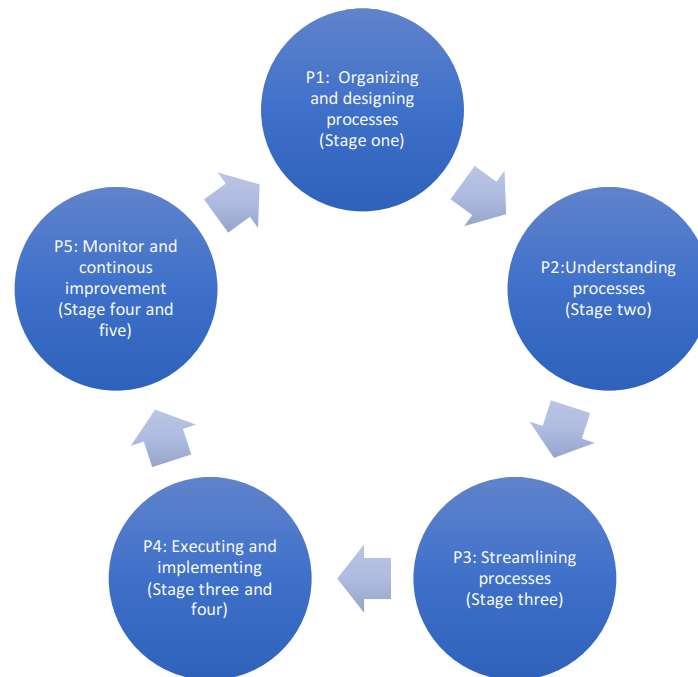 P1: Organizing
and designing
processes
(Stage one)
P2:Understanding
processes
(Stage two)
P3: Streamlining
processes
(Stage three)
P4: Executing and
implementing
(Stage three and
four)
P5: Monitor and
continous
improvement
(Stage four and
five)